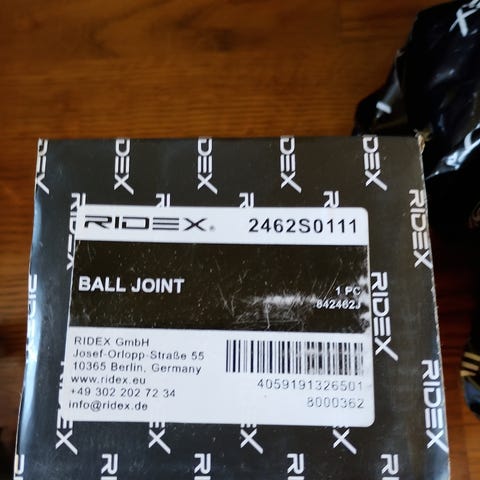 RIDEX® 2462S0111
BALL JOINT
1 PC
842462J
RIDEX GmbH
Josef-Orlopp-Straße 55
10365 Berlin, Germany
www.ridex.eu
+49 302 202 72 34
info@ridex.de
4059191326501
8000362
RIDEX